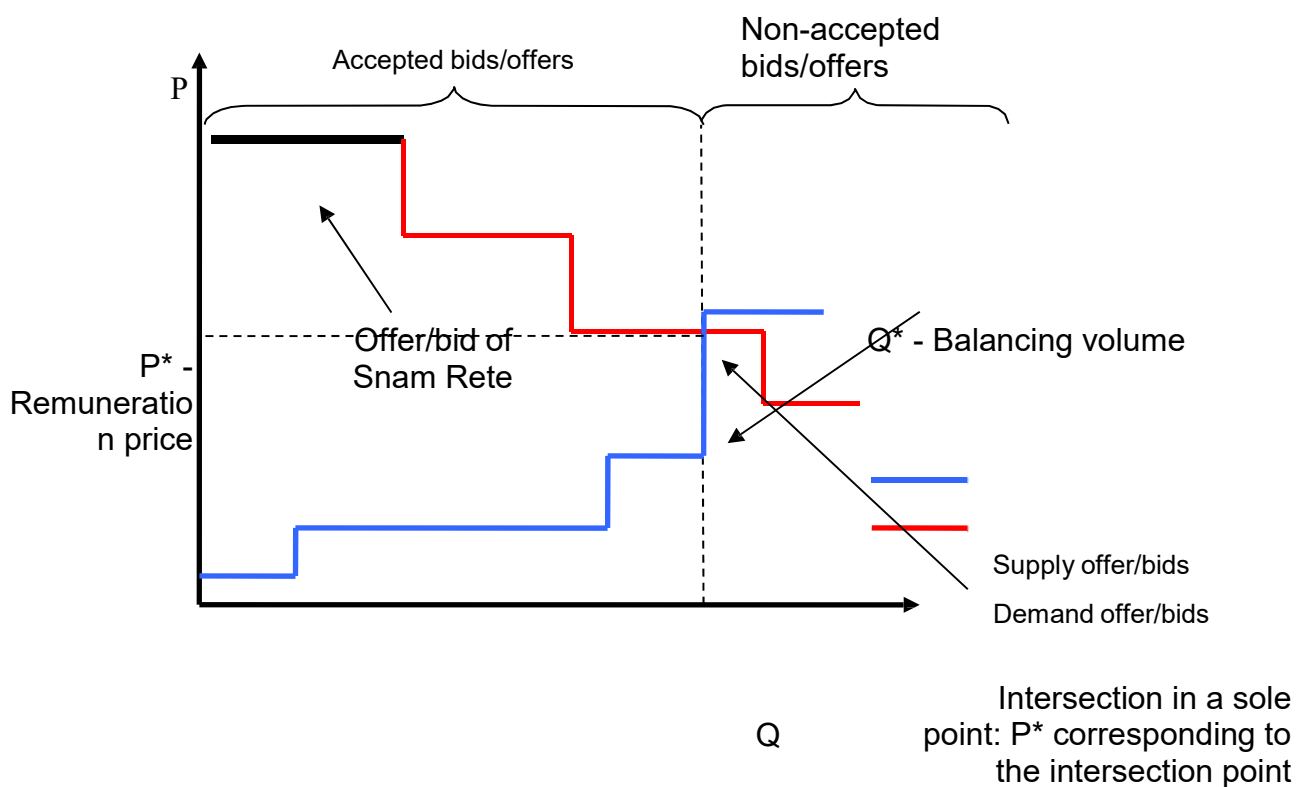 Non-accepted
bids/offers
Accepted bids/offers
P
Offer/bid of
Snam Rete
Q* - Balancing volume
P* -
Remuneratio
n price
Supply offer/bids
Demand offer/bids
Intersection in a sole
point: P* corresponding to
the intersection point
Q